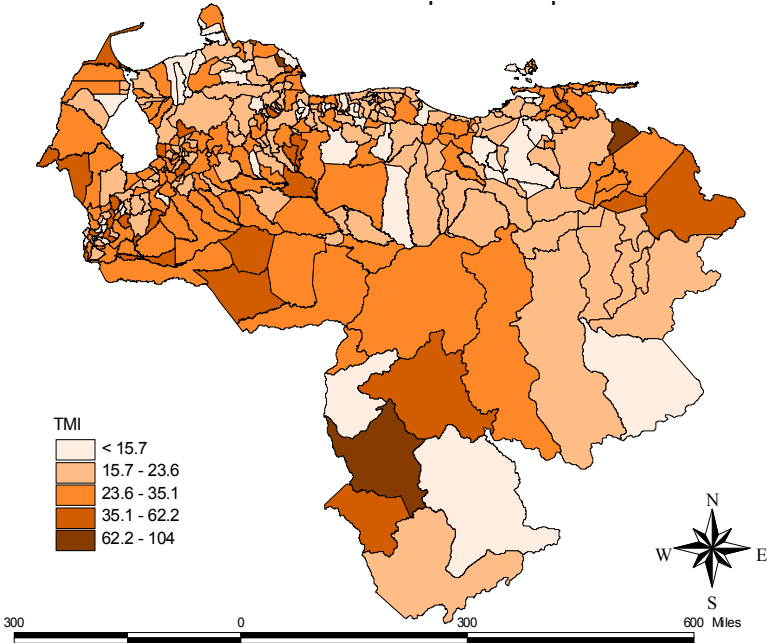 TMI
< 15.7
15.7 - 23.6
23.6 - 35.1
35.1 - 62.2
62.2 - 104
N
W E
S
300 0 300 600 Miles